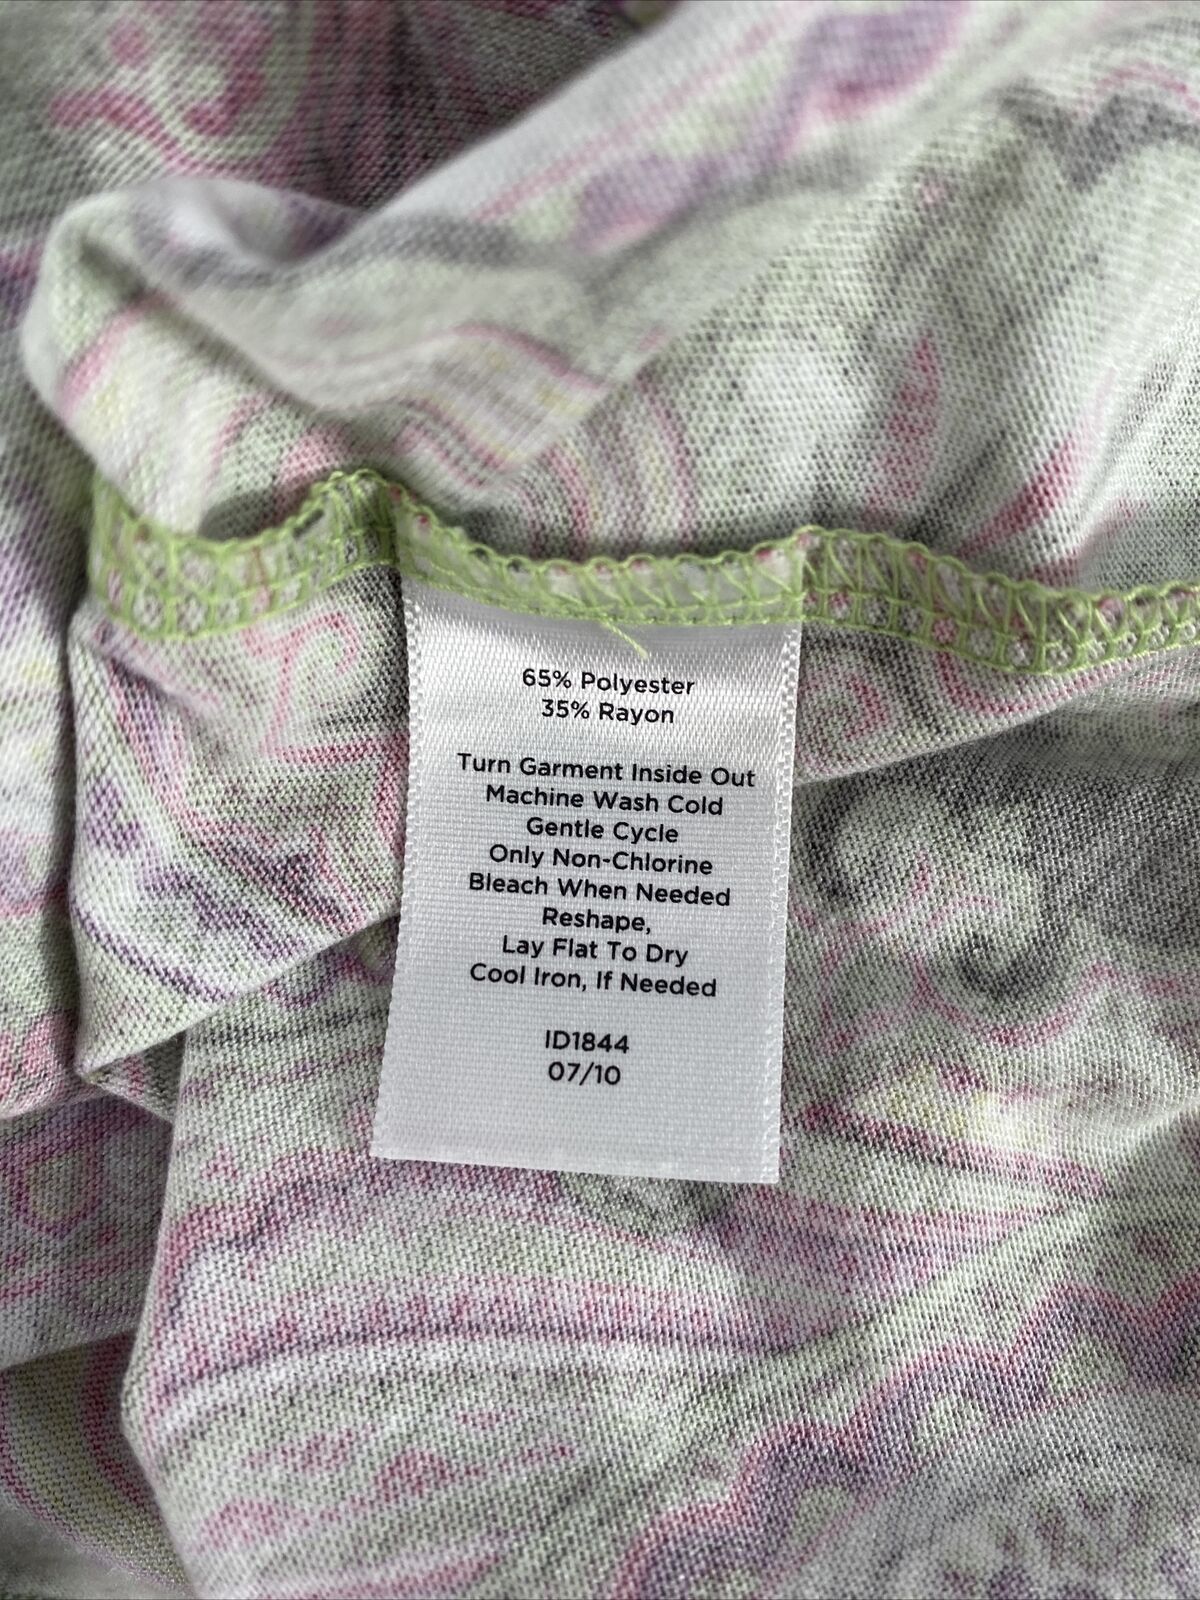 65% Polyester
35% Rayon
Turn Garment Inside Out
Machine Wash Cold
Gentle Cycle
Only Non-Chlorine
Bleach When Needed
Reshape,
Lay Flat To Dry
Cool Iron, If Needed
ID1844
07/10